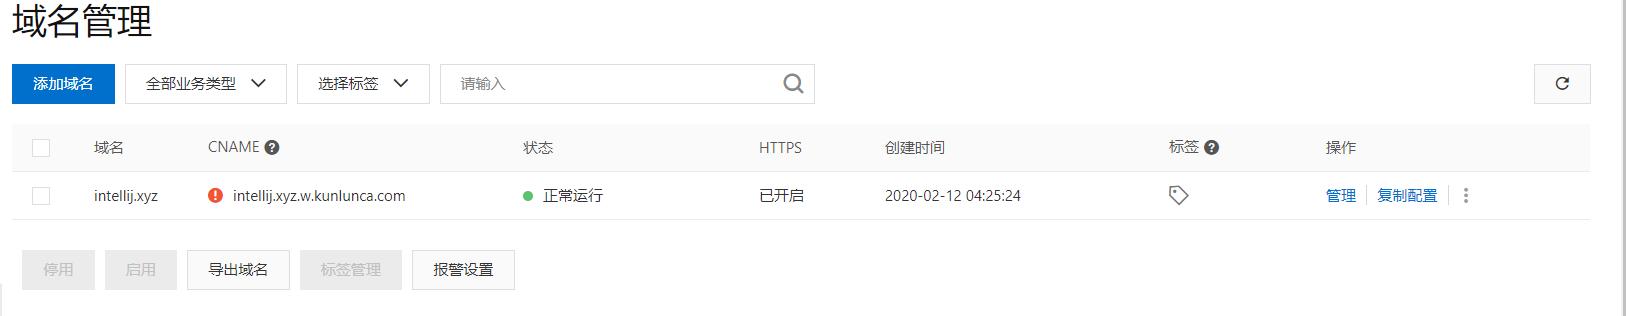 域名管理
添加域名 全部业务类型 选择标签 请输入
域名 CNAME 状态 HTTPS 创建时间 标签 操作
intellij.xyz intellij.xyz.w.kunlunca.com 正常运行 已开启 2020-02-12 04:25:24 管理 复制配置
停用 启用 导出域名 标签管理 报警设置